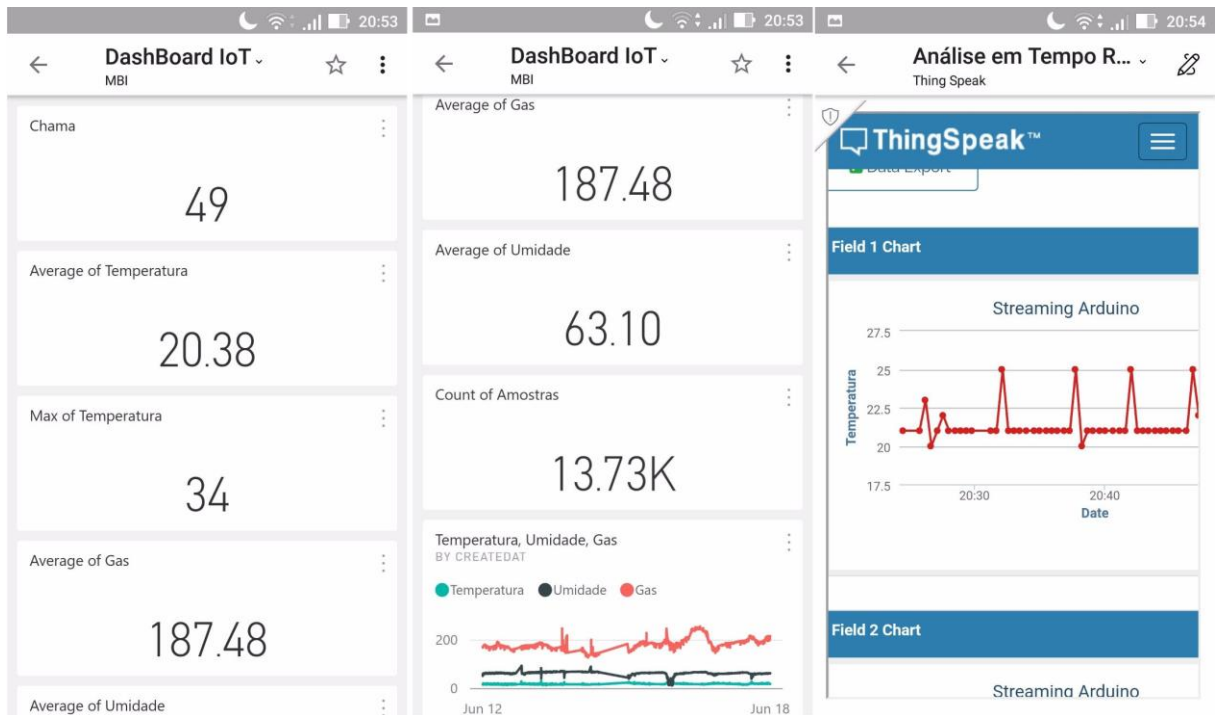 20:53
DashBoard IoT
MBI
Chama
49
Average of Temperatura
20.38
Max of Temperatura
34
Average of Gas
187.48
Average of Umidade
20:53
DashBoard IoT
MBI
Average of Gas
187.48
Average of Umidade
63.10
Count of Amostras
13.73K
Temperatura, Umidade, Gas
BY CREATEDAT
Temperatura Umidade Gas
200
0
Jun 12 Jun 18
20:54
Análise em Tempo R...
Thing Speak
ThingSpeak™
Data Export
Field 1 Chart
Streaming Arduino
27.5
25
22.5
20
17.5
Temperatura
20:30 20:40
Date
Field 2 Chart
Streaming Arduino